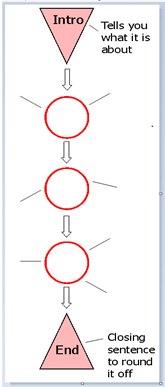 Intro
Tells you
what it is
about
End
Closing
sentence
to round
it off